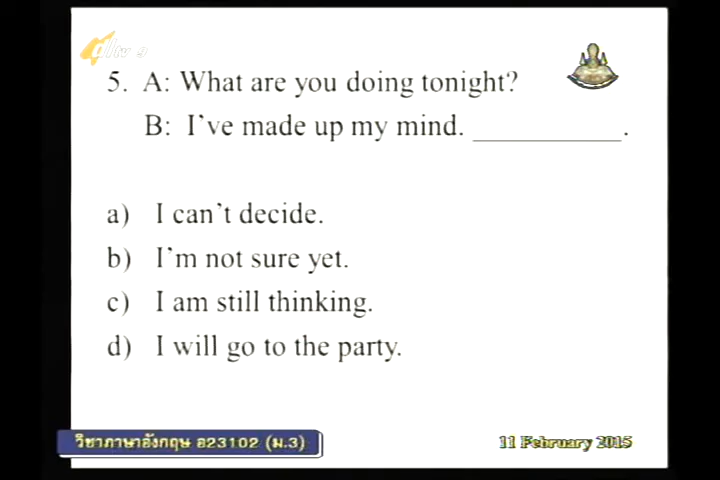 5. A: What are you doing tonight?
B: I've made up my mind. ____________.
a) I can't decide.
b) I'm not sure yet.
c) I am still thinking.
d) I will go to the party.
วิชาภาษาอังกฤษ อ23102 (ม.3)
11 February 2015